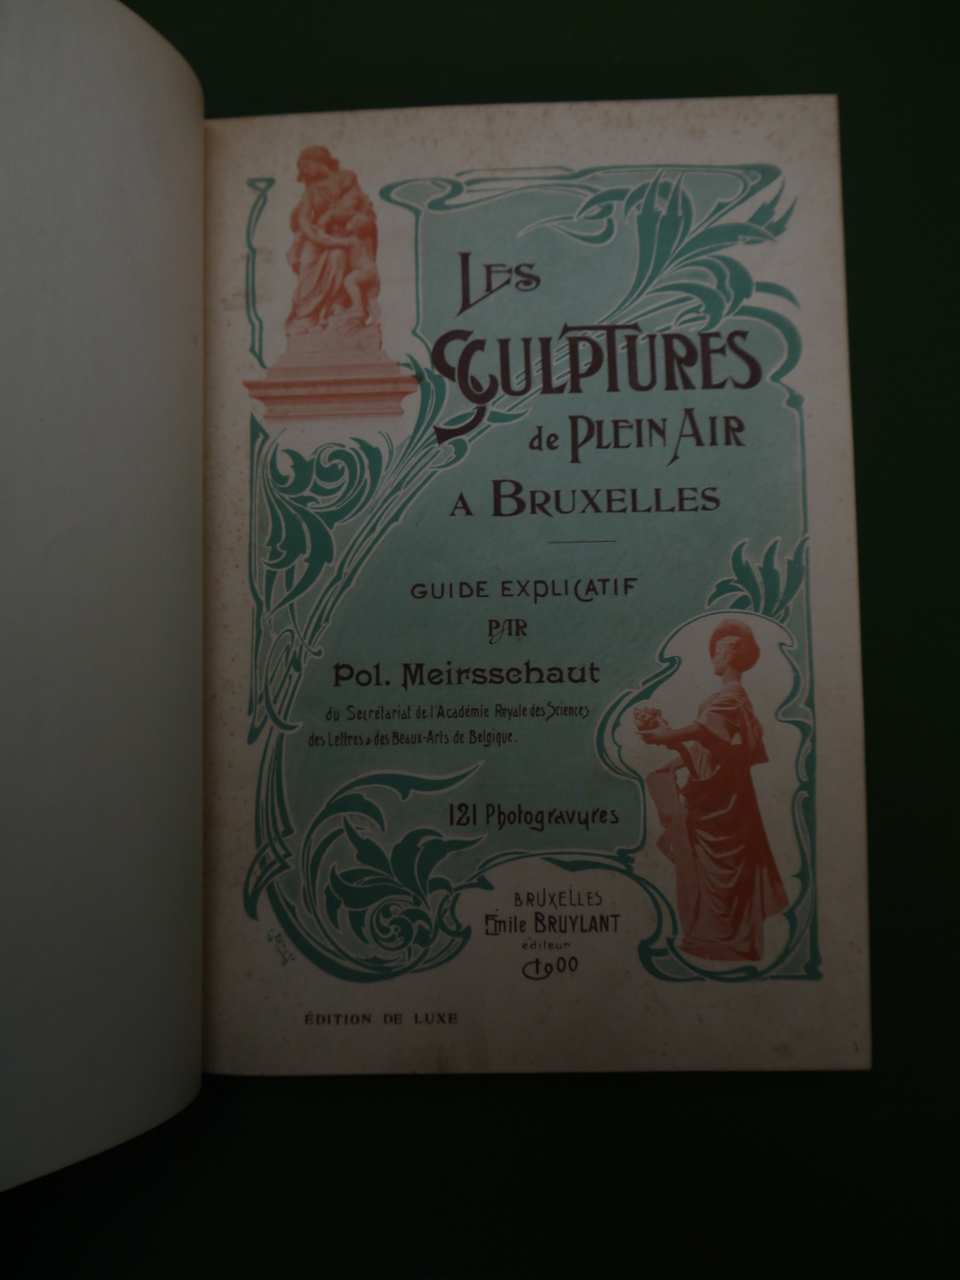 LES
SCULPTURES
de PLEIN AIR
A BRUXELLES
GUIDE EXPLICATIF
PAR
Pol. Meirsschaut
du Secrétariat de l'Académie Royale des Sciences
des Lettres & des Beaux-Arts de Belgique.
121 Photogravures
BRUXELLES
Émile BRUYLANT
éditeur
1900
ÉDITION DE LUXE